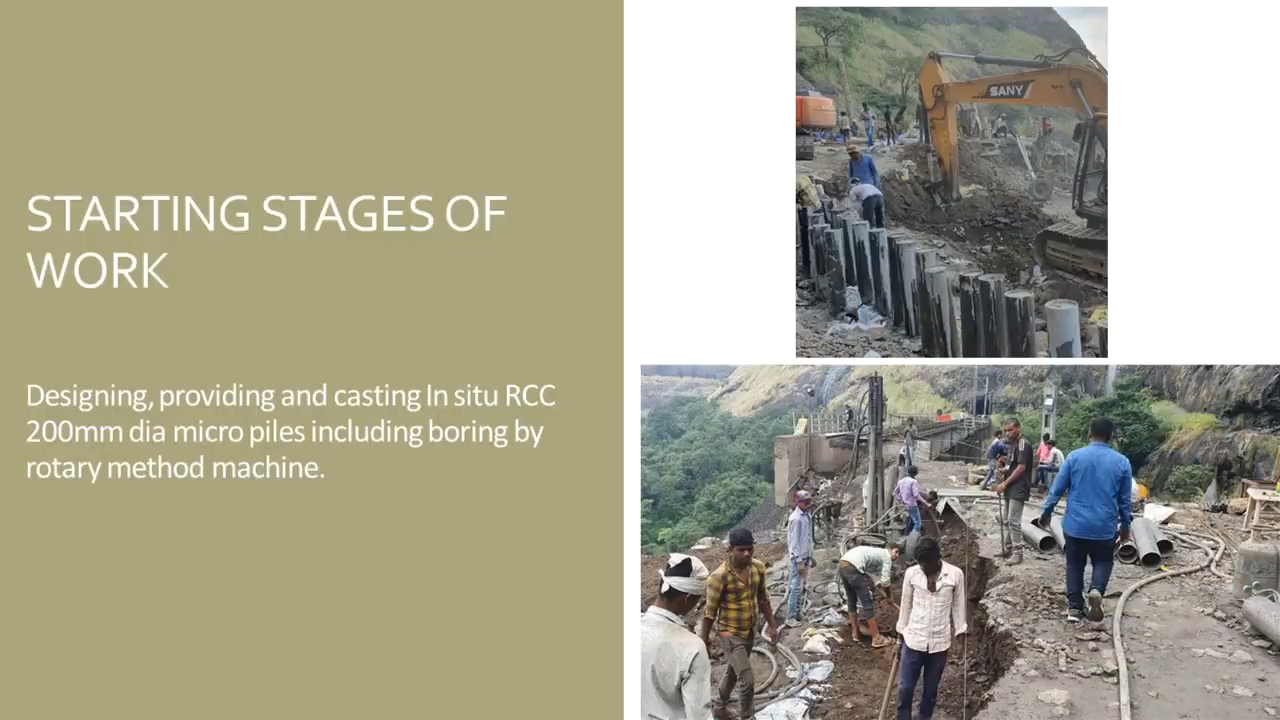 STARTING STAGES OF
WORK
Designing, providing and casting In situ RCC
200mm dia micro piles including boring by
rotary method machine.
SANY